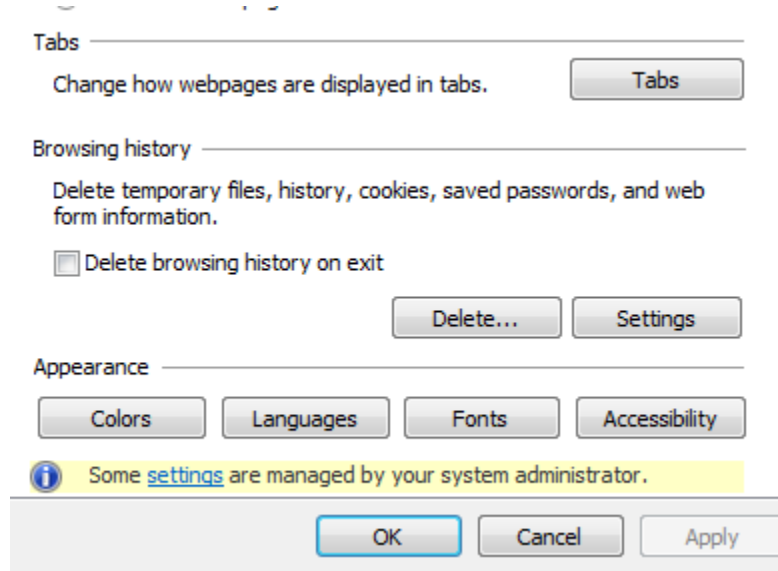 Tabs
Change how webpages are displayed in tabs.
Tabs
Browsing history
Delete temporary files, history, cookies, saved passwords, and web
form information.
Delete browsing history on exit
Delete... Settings
Appearance
Colors Languages Fonts Accessibility
Some settings are managed by your system administrator.
OK Cancel Apply